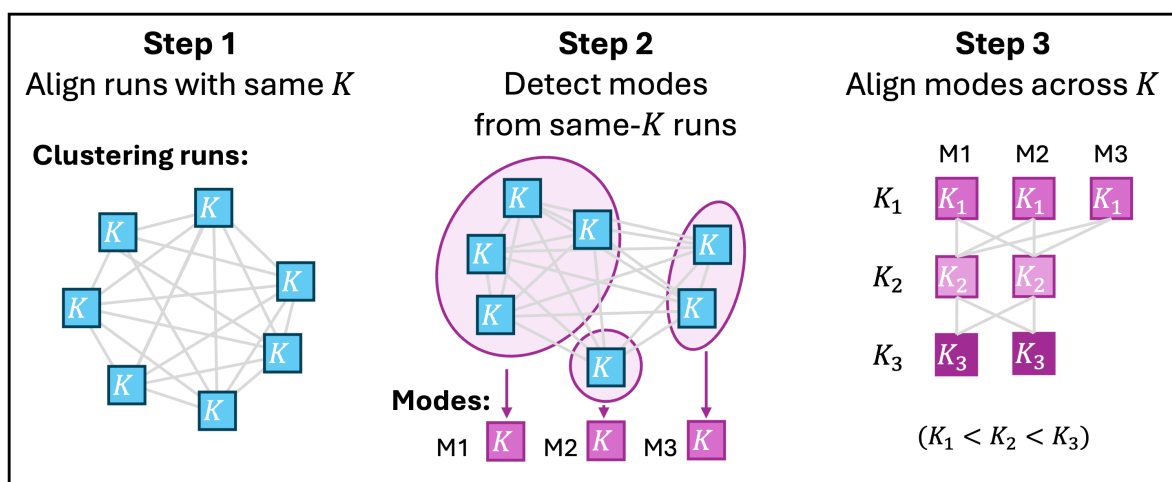 Step 1
Align runs with same K
Clustering runs:
K
K
K
K
K
K
K
Step 2
Detect modes
from same-K runs
K
K
K
K
K
K
K
Modes:
M1 K M2 K M3 K
Step 3
Align modes across K
M1 M2 M3
K₁ K₁ K₁ K₁
K₂ K₂ K₂
K₃ K₃ K₃
(K₁ < K₂ < K₃)